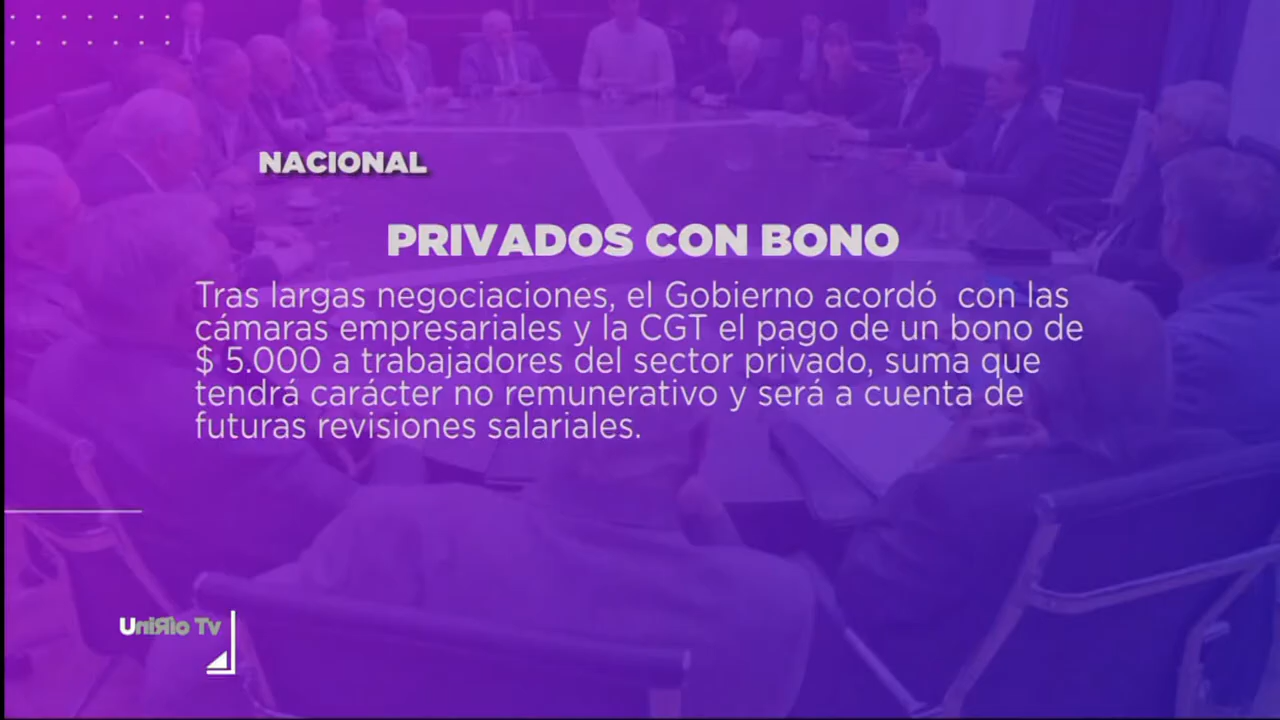 NACIONAL
PRIVADOS CON BONO
Tras largas negociaciones, el Gobierno acordó con las
cámaras empresariales y la CGT el pago de un bono de
$ 5.000 a trabajadores del sector privado, suma que
tendrá carácter no remunerativo y será a cuenta de
futuras revisiones salariales.
UniRio Tv